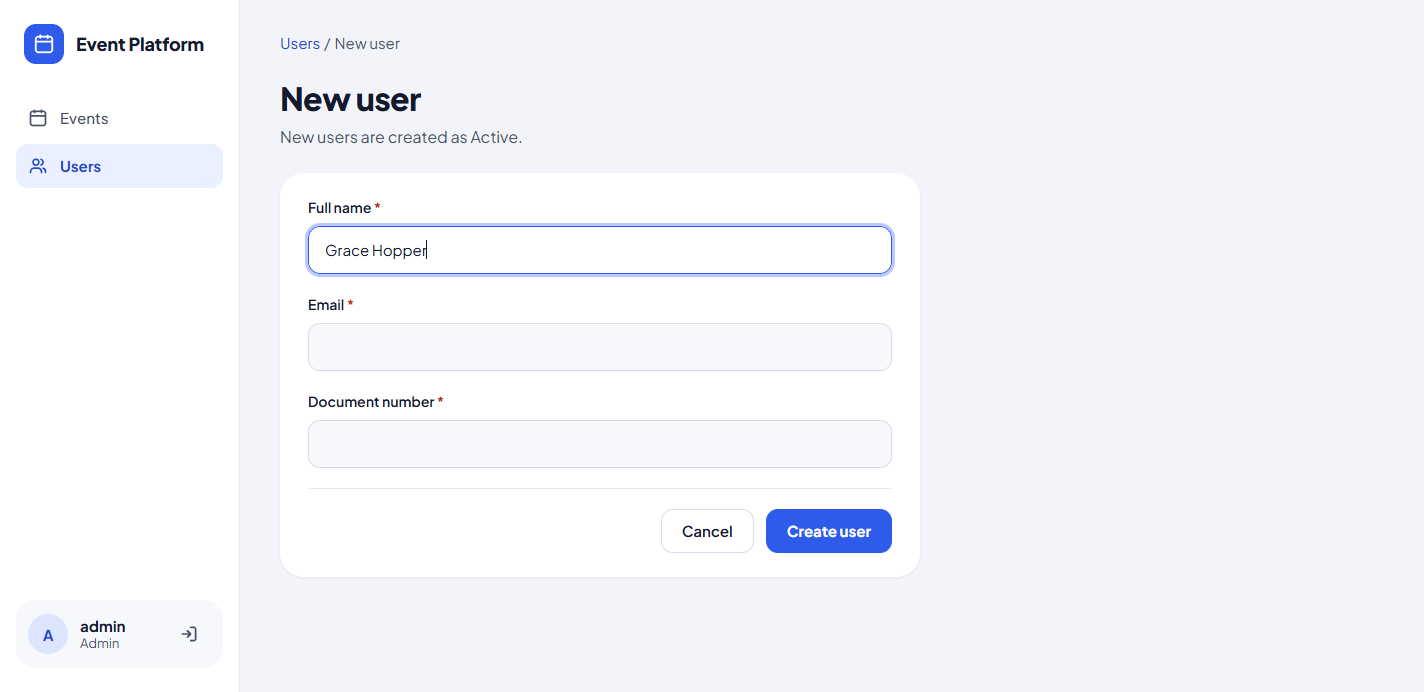 Event Platform
Events
Users
A
admin
Admin
Users / New user
New user
New users are created as Active.
Full name *
Grace Hopper
Email *
Document number *
Cancel
Create user